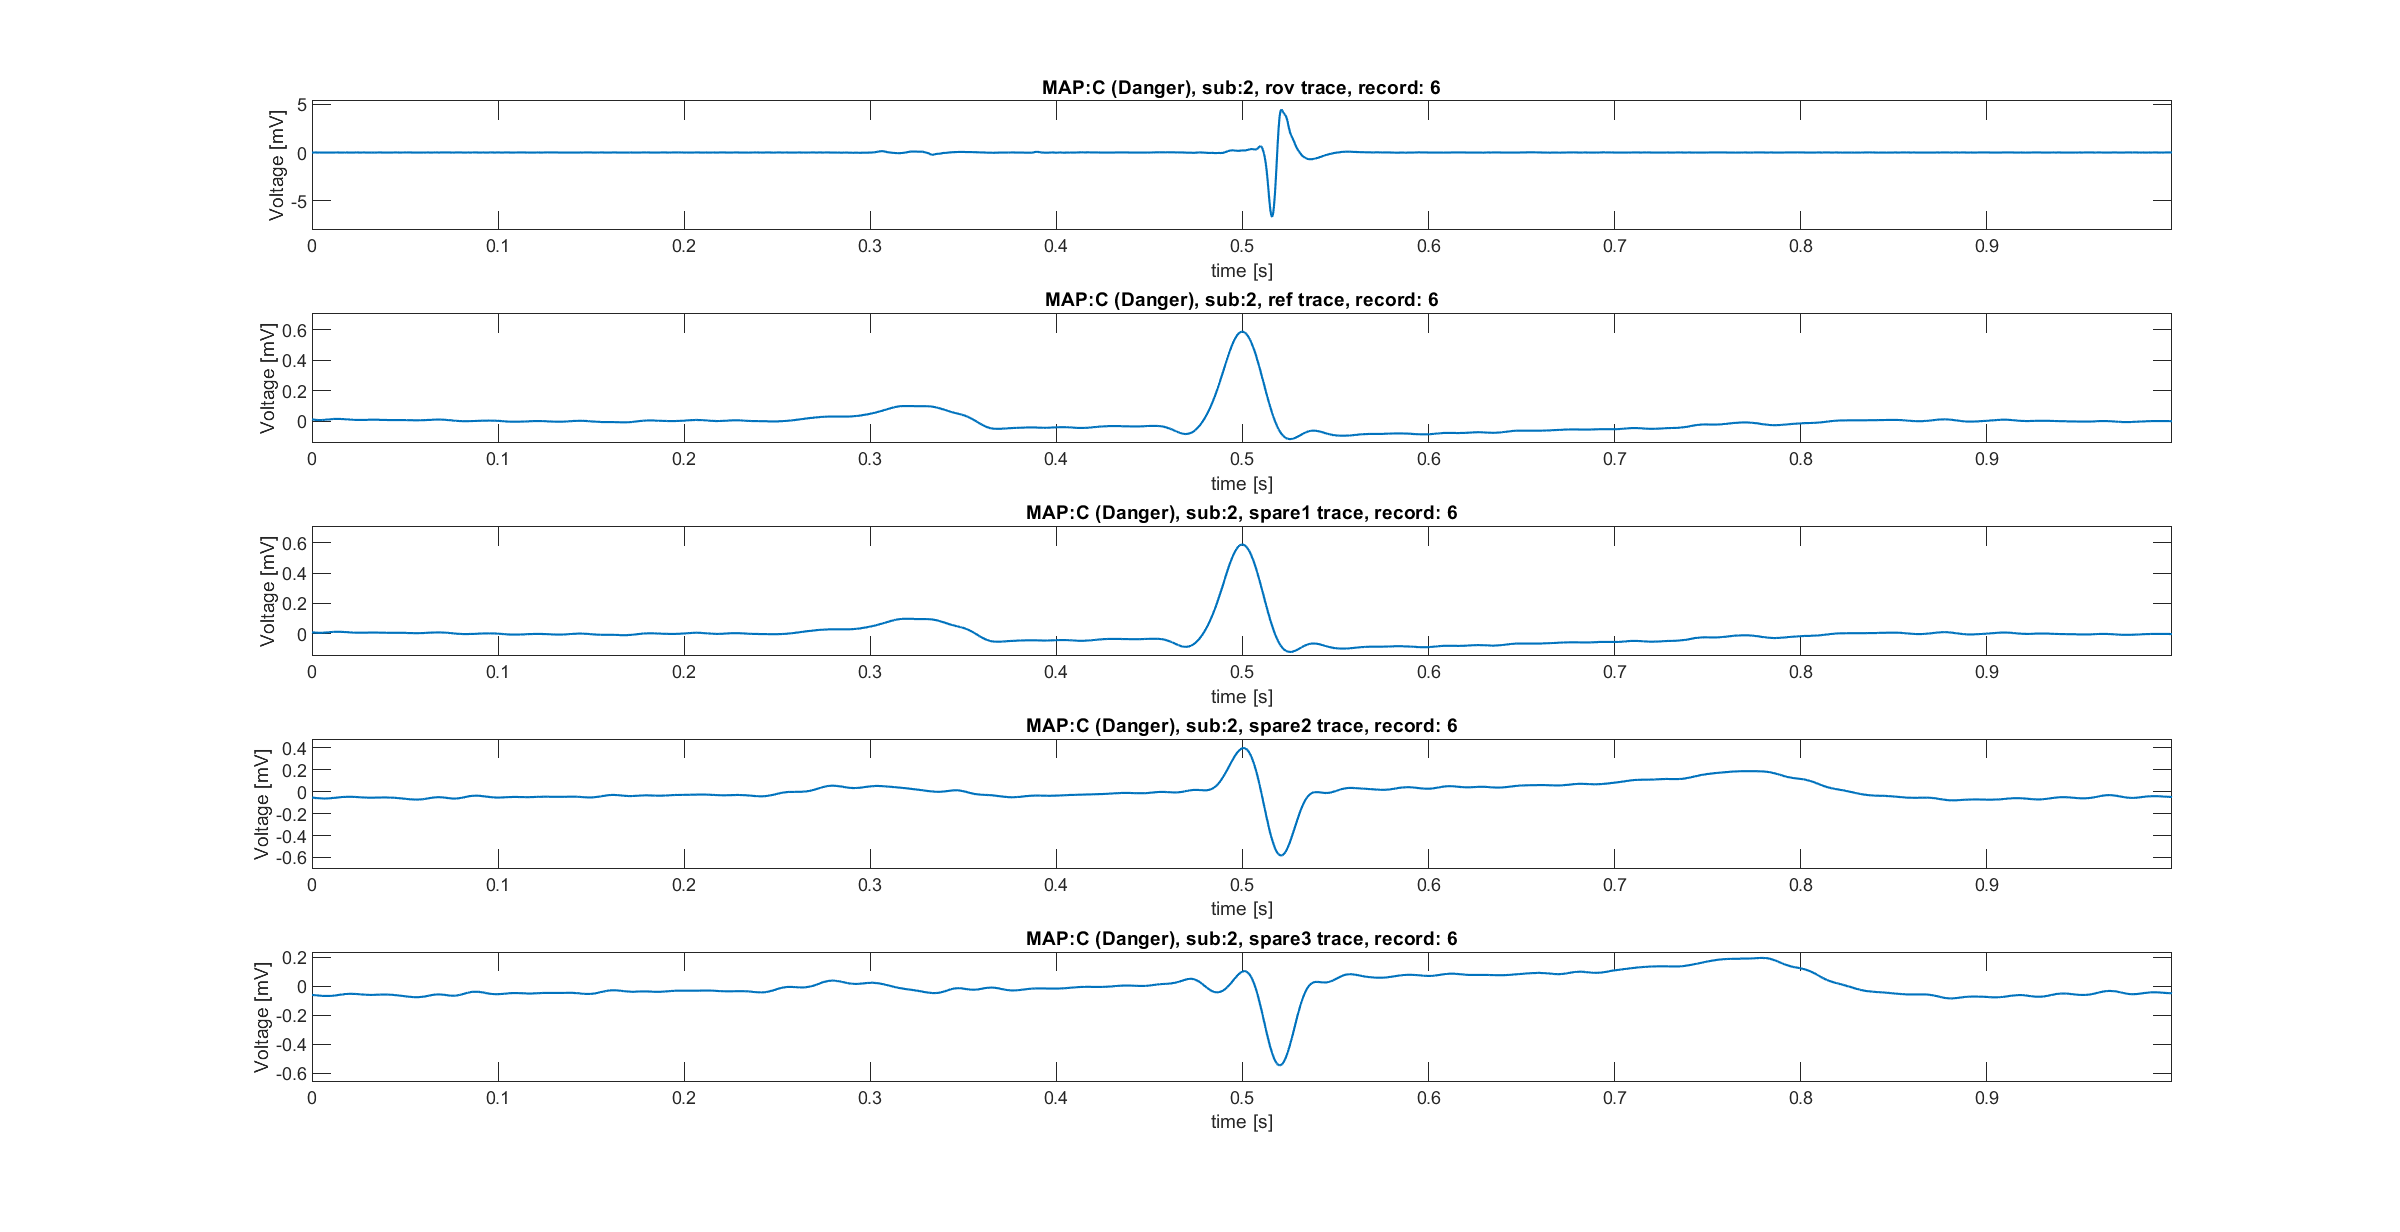 MAP:C (Danger), sub:2, rov trace, record: 6
Voltage [mV]
5
0
-5
0 0.1 0.2 0.3 0.4 0.5 0.6 0.7 0.8 0.9
time [s]
MAP:C (Danger), sub:2, ref trace, record: 6
Voltage [mV]
0.6
0.4
0.2
0
0 0.1 0.2 0.3 0.4 0.5 0.6 0.7 0.8 0.9
time [s]
MAP:C (Danger), sub:2, spare1 trace, record: 6
Voltage [mV]
0.6
0.4
0.2
0
0 0.1 0.2 0.3 0.4 0.5 0.6 0.7 0.8 0.9
time [s]
MAP:C (Danger), sub:2, spare2 trace, record: 6
Voltage [mV]
0.4
0.2
0
-0.2
-0.4
-0.6
0 0.1 0.2 0.3 0.4 0.5 0.6 0.7 0.8 0.9
time [s]
MAP:C (Danger), sub:2, spare3 trace, record: 6
Voltage [mV]
0.2
0
-0.2
-0.4
-0.6
0 0.1 0.2 0.3 0.4 0.5 0.6 0.7 0.8 0.9
time [s]